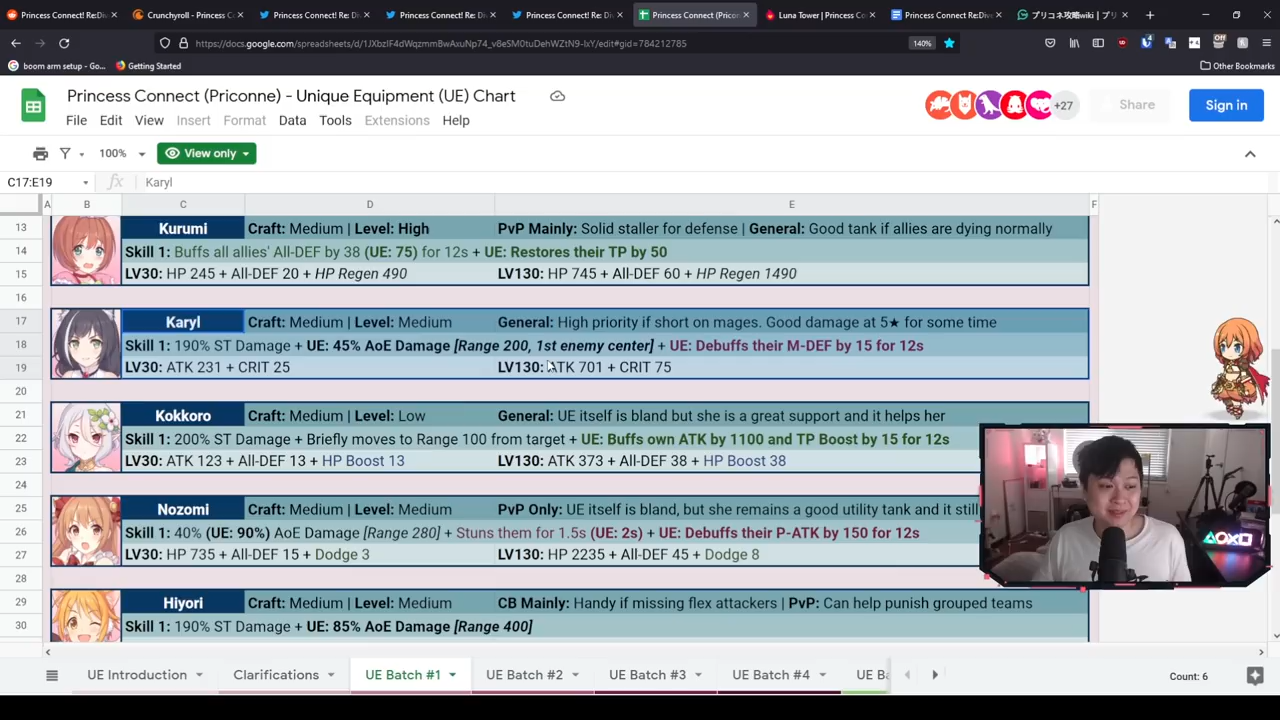 (Reddi - Princess Connect! Re: Div
Crunchyroll - Princess Co
Princess Connect! Re: Di
Princess Connect! Re: Di
Princess Connect! Re: Di
Princess Connect (Pricon
Luna Tower | Princess Co
Princess Connect Re:Dive
プリコネ攻略wiki | プリ
https://docs.google.com/spreadsheets/d/
140%
Off
boom arm setup - Go...
Getting Started
Other Bookmarks
Princess Connect (Priconne) - Unique Equipment (UE) Chart
+27
Share
Sign in
File Edit View Insert Format Data Tools Extensions Help
100%
View only
C17:E19
fx
Karyl
A B C D E F
13 Kurumi Craft: Medium | Level: High PvP Mainly: Solid staller for defense | General: Good tank if allies are dying normally
14 Skill 1: Buffs all allies' All-DEF by 38 (UE: 75) for 12s + UE: Restores their TP by 50
15 LV30: HP 245 + All-DEF 20 + HP Regen 490 LV130: HP 745 + All-DEF 60 + HP Regen 1490
16
17 Karyl Craft: Medium | Level: Medium General: High priority if short on mages. Good damage at 5★ for some time
18 Skill 1: 190% ST Damage + UE: 45% AoE Damage [Range 200, 1st enemy center] + UE: Debuffs their M-DEF by 15 for 12s
19 LV30: ATK 231 + CRIT 25 LV130: ATK 701 + CRIT 75
20
21 Kokkoro Craft: Medium | Level: Low General: UE itself is bland but she is a great support and it helps her
22 Skill 1: 200% ST Damage + Briefly moves to Range 100 from target + UE: Buffs own ATK by 1100 and TP Boost by 15 for 12s
23 LV30: ATK 123 + All-DEF 13 + HP Boost 13 LV130: ATK 373 + All-DEF 38 + HP Boost 38
24
25 Nozomi Craft: Medium | Level: Medium PvP Only: UE itself is bland, but she remains a good utility tank and it still
26 Skill 1: 40% (UE: 90%) AoE Damage [Range 280] + Stuns them for 1.5s (UE: 2s) + UE: Debuffs their P-ATK by 150 for 12s
27 LV30: HP 735 + All-DEF 15 + Dodge 3 LV130: HP 2235 + All-DEF 45 + Dodge 8
28
29 Hiyori Craft: Medium | Level: Medium CB Mainly: Handy if missing flex attackers | PvP: Can help punish grouped teams
30 Skill 1: 190% ST Damage + UE: 85% AoE Damage [Range 400]
UE Introduction Clarifications UE Batch #1 UE Batch #2 UE Batch #3 UE Batch #4 UE Ba
Count: 6